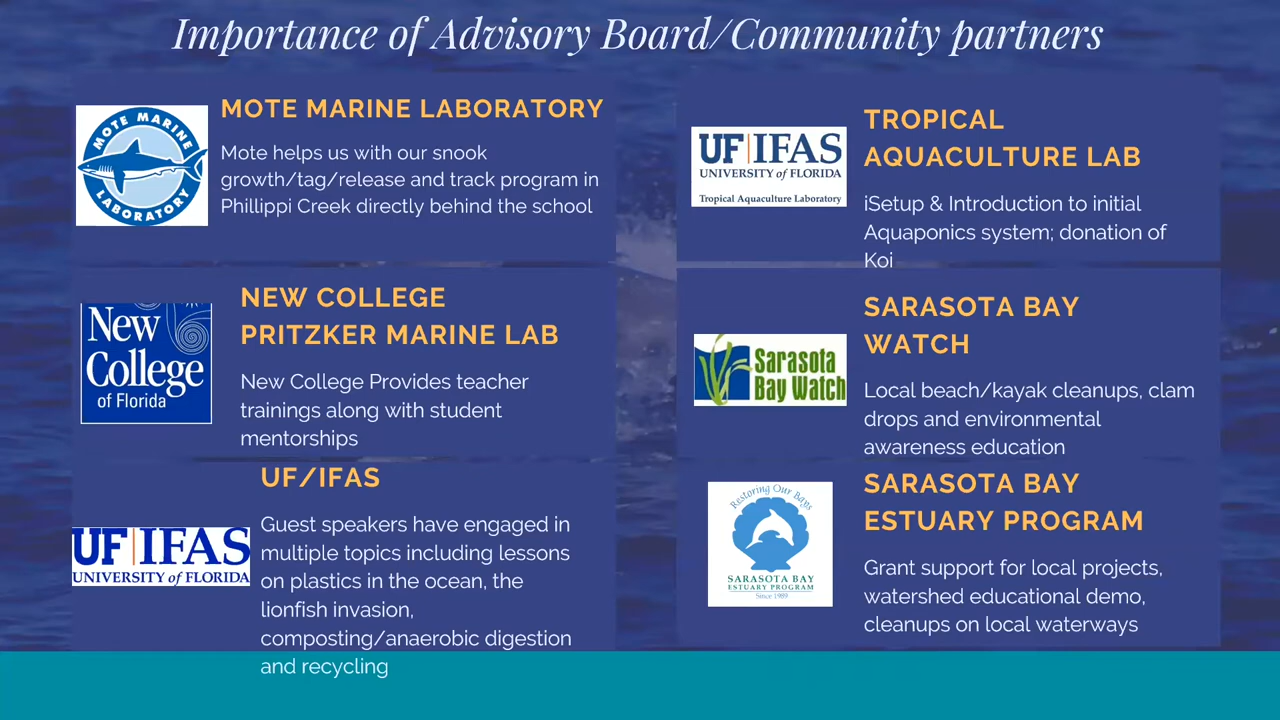 Importance of Advisory Board/Community partners
MOTE MARINE
LABORATORY
MOTE MARINE LABORATORY
Mote helps us with our snook
growth/tag/release and track program in
Phillippi Creek directly behind the school
New
College
of Florida
NEW COLLEGE
PRITZKER MARINE LAB
New College Provides teacher
trainings along with student
mentorships
UF|IFAS
UNIVERSITY of FLORIDA
UF/IFAS
Guest speakers have engaged in
multiple topics including lessons
on plastics in the ocean, the
lionfish invasion,
composting/anaerobic digestion
and recycling
UF|IFAS
UNIVERSITY of FLORIDA
Tropical Aquaculture Laboratory
TROPICAL
AQUACULTURE LAB
iSetup & Introduction to initial
Aquaponics system; donation of
Koi
Sarasota
Bay Watch
SARASOTA BAY
WATCH
Local beach/kayak cleanups, clam
drops and environmental
awareness education
Restoring Our Bays
SARASOTA BAY
ESTUARY PROGRAM
Since 1989
SARASOTA BAY
ESTUARY PROGRAM
Grant support for local projects,
watershed educational demo,
cleanups on local waterways